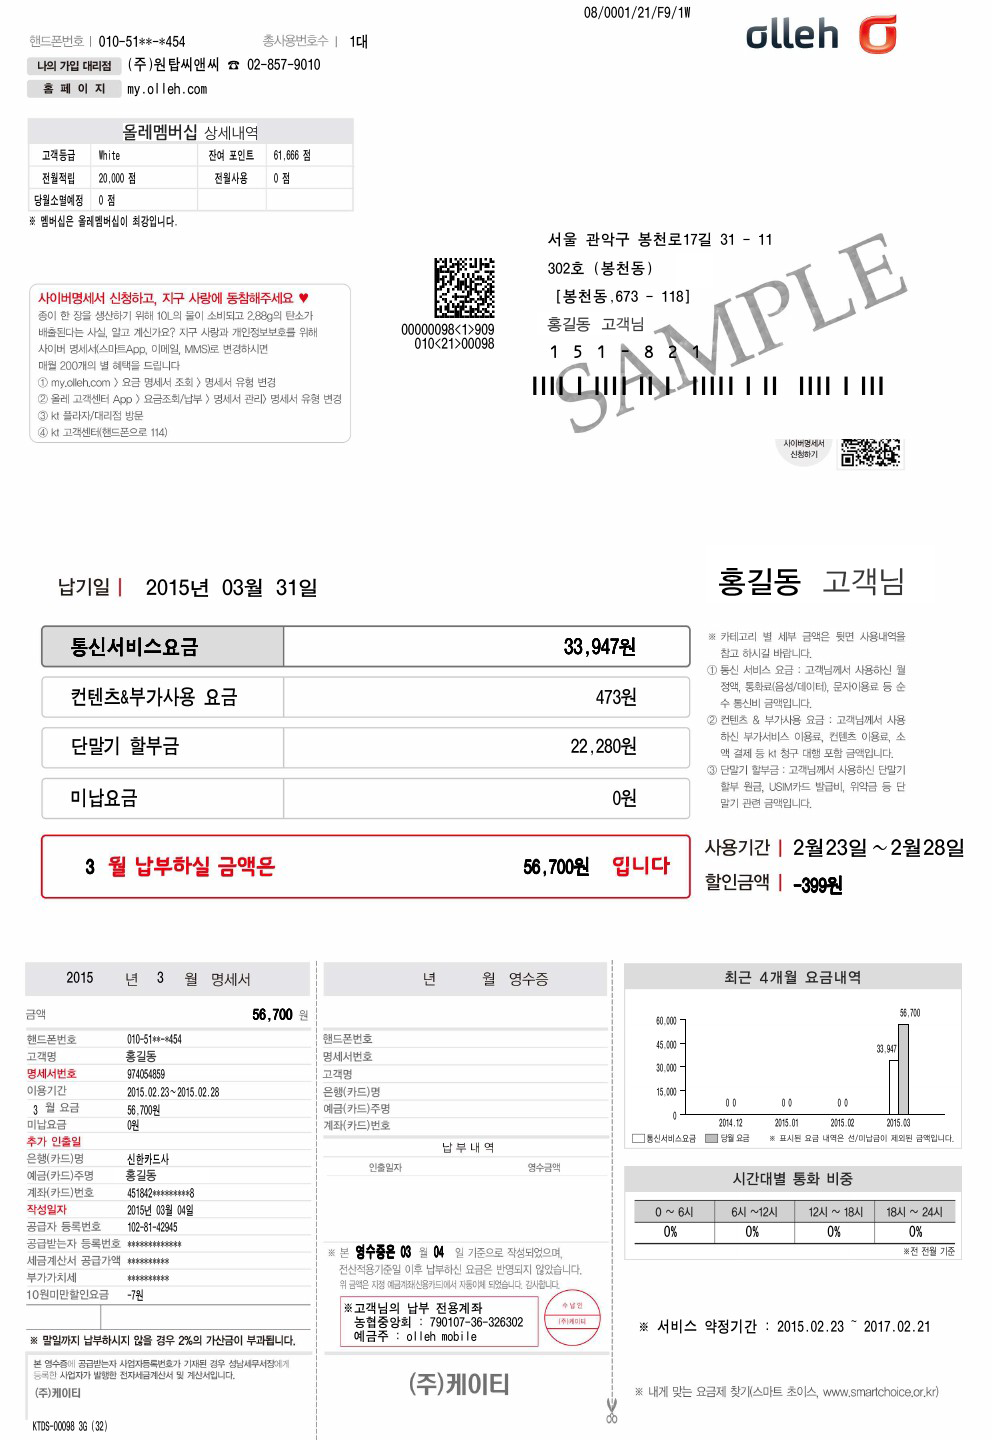 08/0001/21/F9/1W
olleh
핸드폰번호 | 010-51**-*454 총사용번호수 | 1대
나의 가입 대리점 (주)원탑씨앤씨 ☎ 02-857-9010
홈 페 이 지 my.olleh.com
올레멤버십 상세내역
고객등급 White 잔여 포인트 61,666 점
전월적립 20,000 점 전월사용 0 점
당월소멸예정 0 점
※ 멤버십은 올레멤버십이 최강입니다.
서울 관악구 봉천로17길 31 - 11
302호 (봉천동)
[봉천동,673 - 118]
홍길동 고객님
1 5 1 - 8 2 1
SAMPLE
00000098<1>909
010<21>00098
사이버명세서 신청하고, 지구 사랑에 동참해주세요 ♥
종이 한 장을 생산하기 위해 10L의 물이 소비되고 2.88g의 탄소가
배출된다는 사실, 알고 계신가요? 지구 사랑과 개인정보보호를 위해
사이버 명세서(스마트App, 이메일, MMS)로 변경하시면
매월 200개의 별 혜택을 드립니다
① my.olleh.com > 요금 명세서 조회 > 명세서 유형 변경
② 올레 고객센터 App > 요금조회/납부 > 명세서 관리> 명세서 유형 변경
③ kt 플라자/대리점 방문
④ kt 고객센터(핸드폰으로 114)
사이버명세서
신청하기
납기일 | 2015년 03월 31일
홍길동 고객님
통신서비스요금 33,947원
컨텐츠&부가사용 요금 473원
단말기 할부금 22,280원
미납요금 0원
3 월 납부하실 금액은 56,700원 입니다
※ 카테고리 별 세부 금액은 뒷면 사용내역을
참고 하시길 바랍니다.
① 통신 서비스 요금 : 고객님께서 사용하신 월
정액, 통화료(음성/데이터), 문자이용료 등 순
수 통신비 금액입니다.
② 컨텐츠 & 부가사용 요금 : 고객님께서 사용
하신 부가서비스 이용료, 컨텐츠 이용료, 소
액 결제 등 kt 청구 대행 포함 금액입니다.
③ 단말기 할부금 : 고객님께서 사용하신 단말기
할부 원금, USIM카드 발급비, 위약금 등 단
말기 관련 금액입니다.
사용기간 | 2월23일 ~ 2월28일
할인금액 | -399원
2015 년 3 월 명세서
금액 56,700 원
핸드폰번호 010-51**-*454
고객명 홍길동
명세서번호 974054859
이용기간 2015.02.23~2015.02.28
3 월 요금 56,700원
미납요금 0원
추가 인출일
은행(카드)명 신한카드사
예금(카드)주명 홍길동
계좌(카드)번호 451842*********8
작성일자 2015년 03월 04일
공급자 등록번호 102-81-42945
공급받는자 등록번호 *************
세금계산서 공급가액 **********
부가가치세 **********
10원미만할인요금 -7원
※ 말일까지 납부하시지 않을 경우 2%의 가산금이 부과됩니다.
본 영수증에 공급받는자 사업자등록번호가 기재된 경우 성남세무서장에게
등록한 사업자가 발행한 전자세금계산서 및 계산서입니다.
(주)케이티
KTDS-00098 3G (32)
년 월 영수증
핸드폰번호
명세서번호
고객명
은행(카드)명
예금(카드)주명
계좌(카드)번호
납 부 내 역
인출일자 영수금액
※ 본 영수증은 03 월 04 일 기준으로 작성되었으며,
전산적용기준일 이후 납부하신 요금은 반영되지 않았습니다.
위 금액은 지정 예금계좌(신용카드)에서 자동이체 되었습니다. 감사합니다.
※고객님의 납부 전용계좌
농협중앙회 : 790107-36-326302
예금주 : olleh mobile
수납인
(주)케이티
(주)케이티
최근 4개월 요금내역
60,000
45,000
30,000
15,000
0
0 0
0 0
0 0
33,947
56,700
2014.12 2015.01 2015.02 2015.03
통신서비스요금 당월 요금 ※ 표시된 요금 내역은 선/미납금이 제외된 금액입니다.
시간대별 통화 비중
0 ~ 6시 6시 ~12시 12시 ~ 18시 18시 ~ 24시
0% 0% 0% 0%
※전 전월 기준
※ 서비스 약정기간 : 2015.02.23 ~ 2017.02.21
※ 내게 맞는 요금제 찾기(스마트 초이스, www.smartchoice.or.kr)